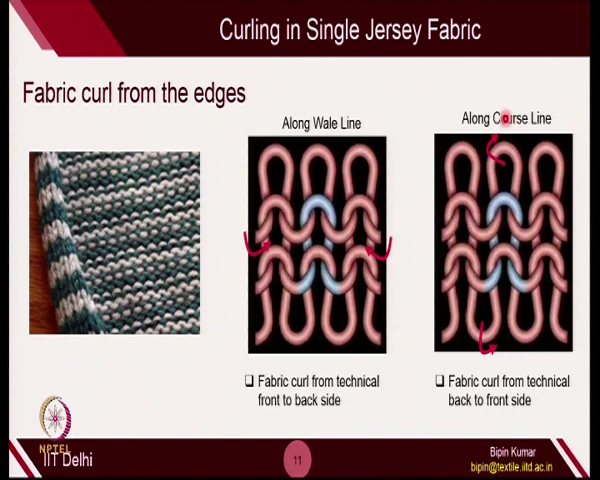 Curling in Single Jersey Fabric
Fabric curl from the edges
Along Wale Line
Along Course Line
❑ Fabric curl from technical
front to back side
❑ Fabric curl from technical
back to front side
NPTEL
IIT Delhi
11
Bipin Kumar
bipin@textile.iitd.ac.in